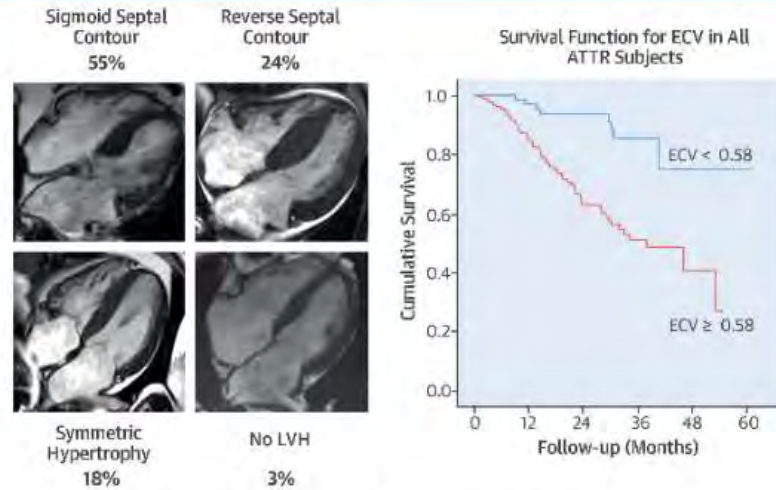 Sigmoid Septal
Contour
55%
Reverse Septal
Contour
24%
Symmetric
Hypertrophy
18%
No LVH
3%
Survival Function for ECV in All
ATTR Subjects
Cumulative Survival
1.0
0.8
0.6
0.4
0.2
0.0
ECV < 0.58
ECV ≥ 0.58
0 12 24 36 48 60
Follow-up (Months)